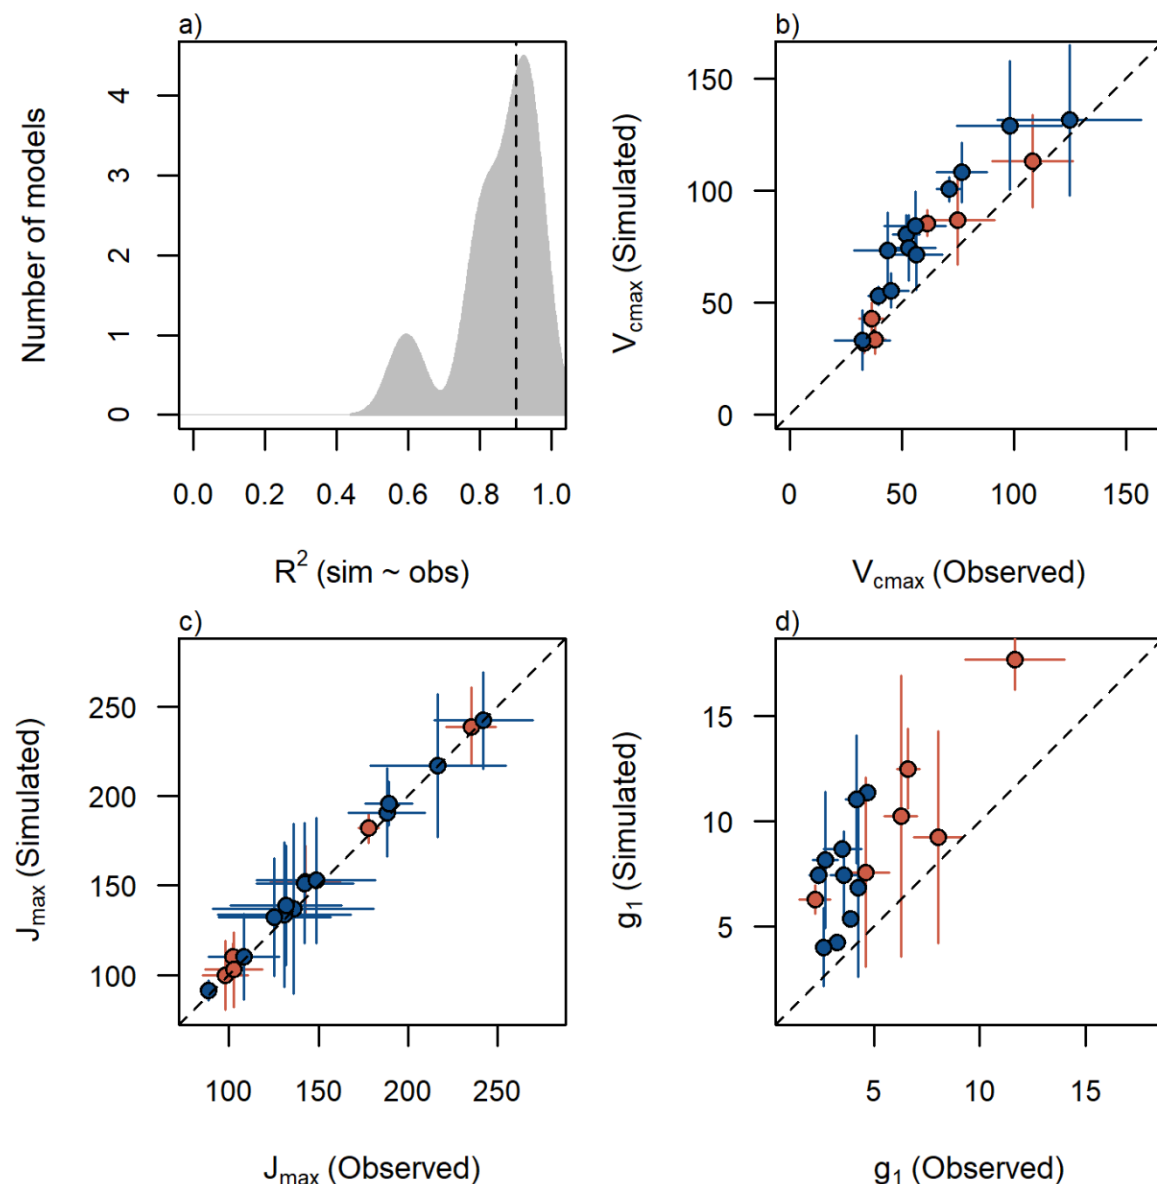 a)
Number of models
4
3
2
1
0
0.0 0.2 0.4 0.6 0.8 1.0
R² (sim ~ obs)
b)
Vcmax (Simulated)
150
100
50
0
0 50 100 150
Vcmax (Observed)
c)
Jmax (Simulated)
250
200
150
100
100 150 200 250
Jmax (Observed)
d)
g1 (Simulated)
15
10
5
5 10 15
g1 (Observed)